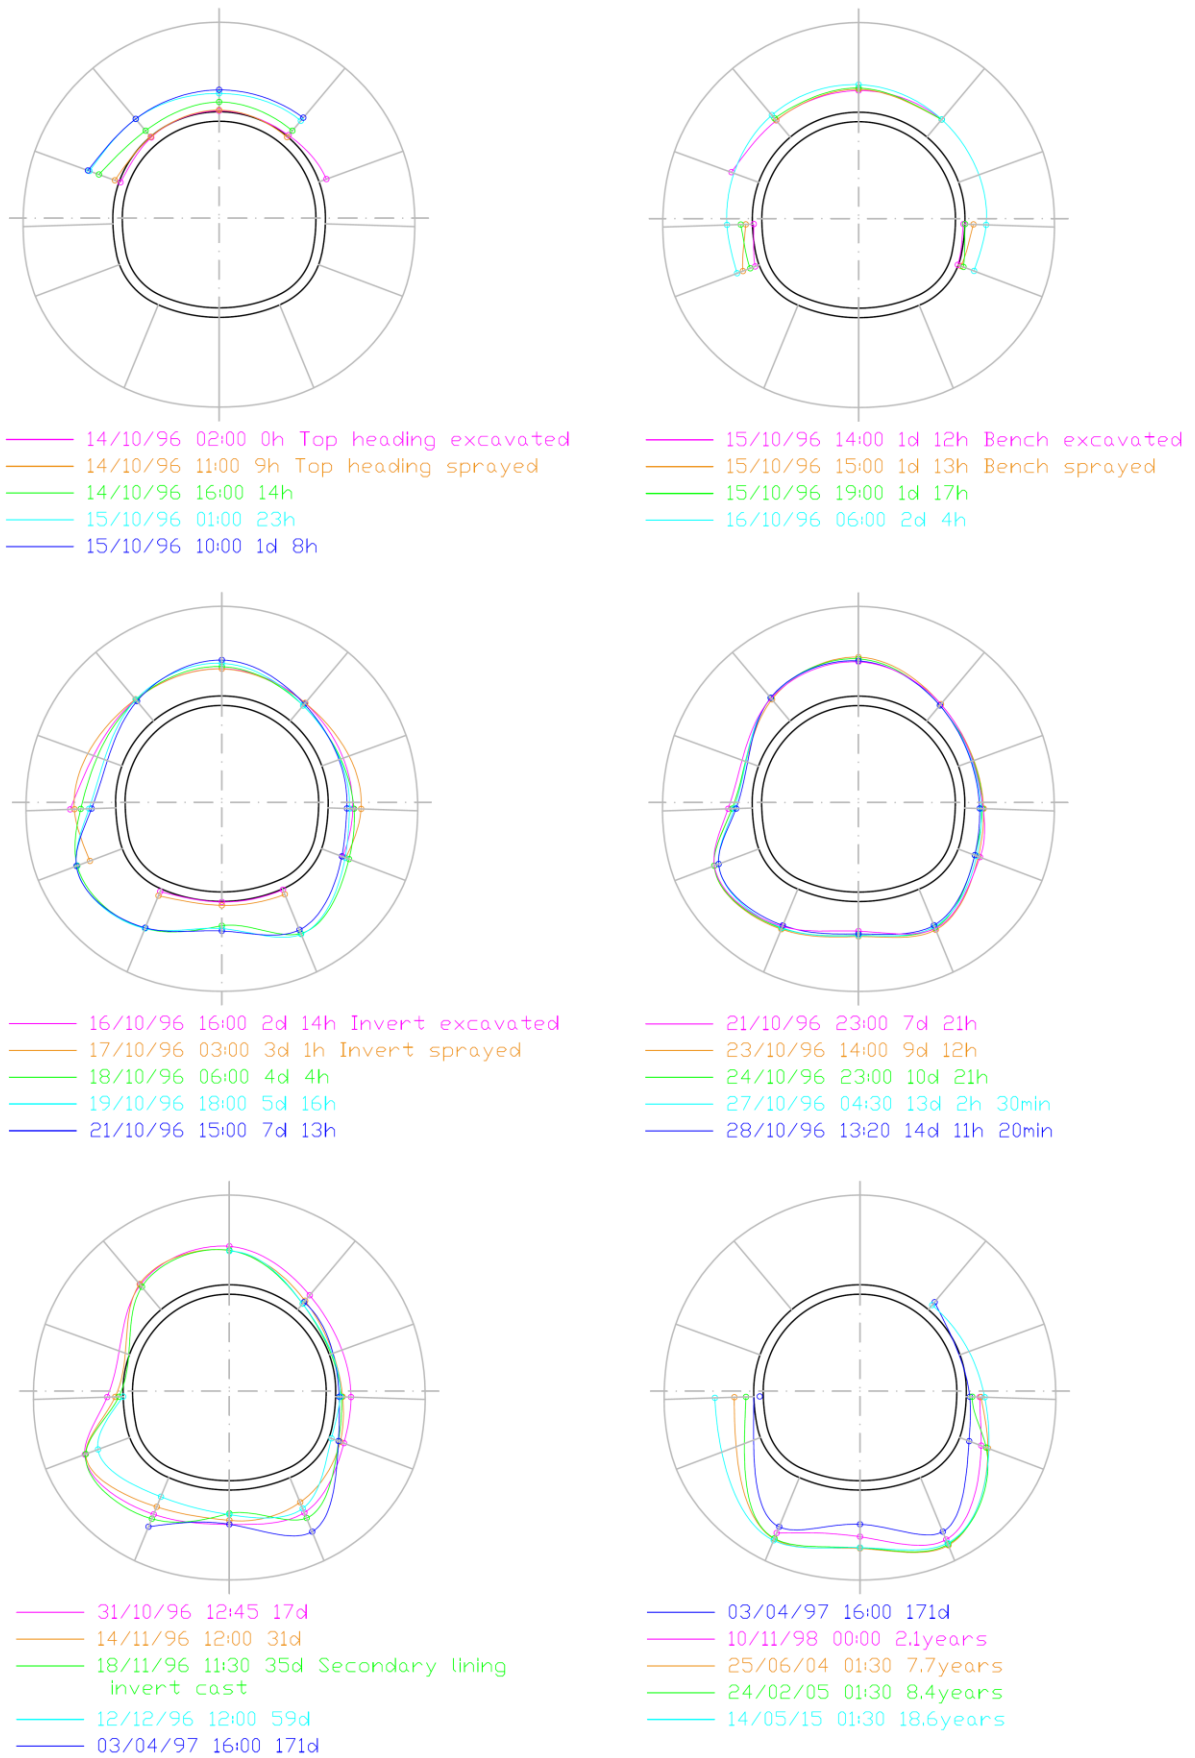 14/10/96 02:00 0h Top heading excavated
14/10/96 11:00 9h Top heading sprayed
14/10/96 16:00 14h
15/10/96 01:00 23h
15/10/96 10:00 1d 8h
15/10/96 14:00 1d 12h Bench excavated
15/10/96 15:00 1d 13h Bench sprayed
15/10/96 19:00 1d 17h
16/10/96 06:00 2d 4h
16/10/96 16:00 2d 14h Invert excavated
17/10/96 03:00 3d 1h Invert sprayed
18/10/96 06:00 4d 4h
19/10/96 18:00 5d 16h
21/10/96 15:00 7d 13h
21/10/96 23:00 7d 21h
23/10/96 14:00 9d 12h
24/10/96 23:00 10d 21h
27/10/96 04:30 13d 2h 30min
28/10/96 13:20 14d 11h 20min
31/10/96 12:45 17d
14/11/96 12:00 31d
18/11/96 11:30 35d Secondary lining
invert cast
12/12/96 12:00 59d
03/04/97 16:00 171d
03/04/97 16:00 171d
10/11/98 00:00 2.1years
25/06/04 01:30 7.7years
24/02/05 01:30 8.4years
14/05/15 01:30 18.6years